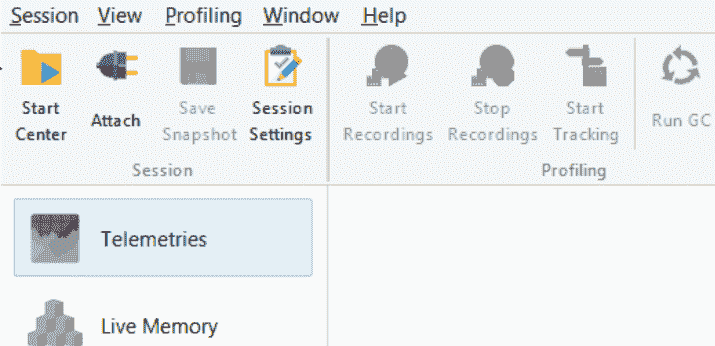 Session View Profiling Window Help
Start Attach Save Session Start Stop Start Run GC
Center Snapshot Settings Recordings Recordings Tracking
Session Profiling
Telemetries
Live Memory